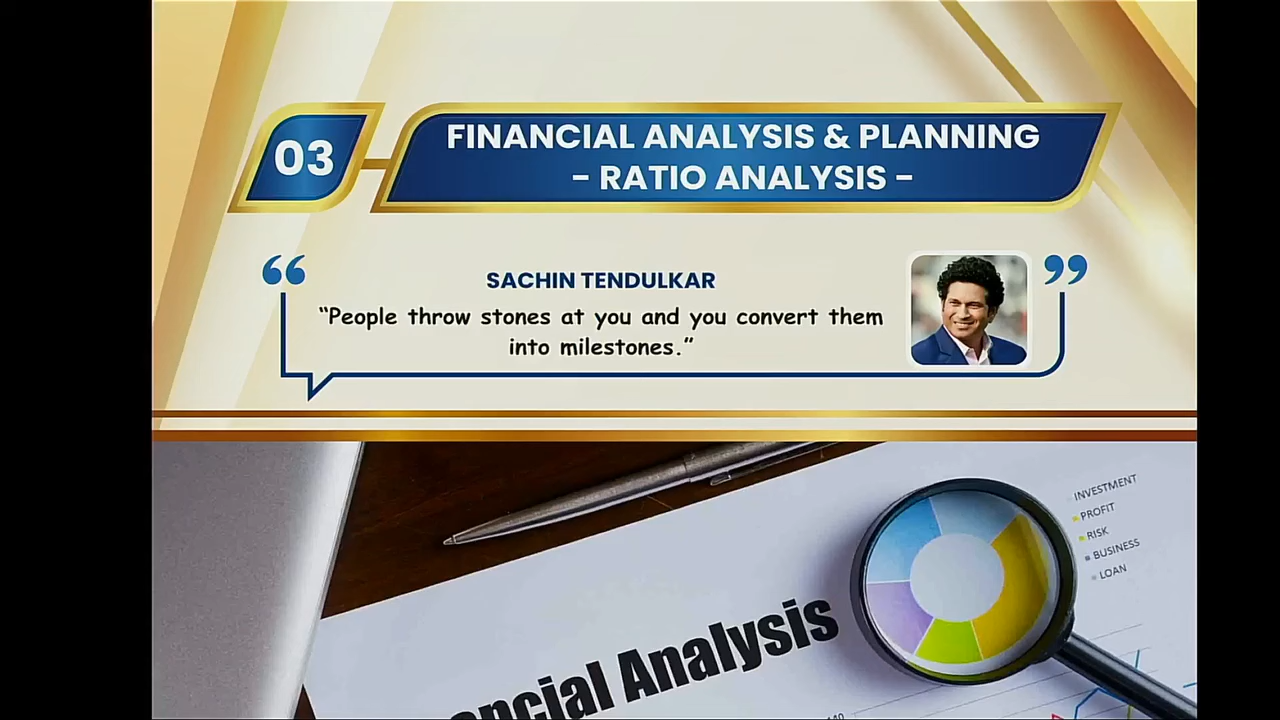 03
FINANCIAL ANALYSIS & PLANNING
- RATIO ANALYSIS -
“
”
SACHIN TENDULKAR
“People throw stones at you and you convert them
into milestones.”
INVESTMENT
PROFIT
RISK
BUSINESS
LOAN
ncial Analysis